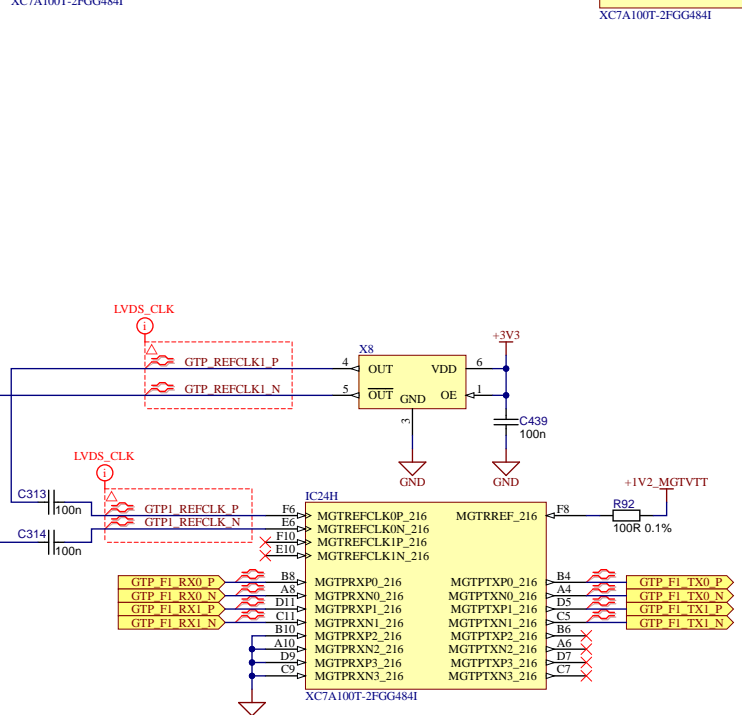 XC7A100T-2FGG484I
XC7A100T-2FGG484I
LVDS_CLK
i
+3V3
X8
GTP_REFCLK1_P 4 OUT VDD 6
GTP_REFCLK1_N 5 OUT GND OE 1
3
C439
100n
GND GND
LVDS_CLK
i
+1V2_MGTVTT
C313
100n
GTP1_REFCLK_P
GTP1_REFCLK_N
C314
100n
IC24H
F6 MGTREFCLK0P_216 MGTRREF_216 F8
R92
100R 0.1%
E6 MGTREFCLK0N_216
F10 MGTREFCLK1P_216
E10 MGTREFCLK1N_216
GTP_F1_RX0_P B8 MGTPRXP0_216 MGTPTXP0_216 B4 GTP_F1_TX0_P
GTP_F1_RX0_N A8 MGTPRXN0_216 MGTPTXN0_216 A4 GTP_F1_TX0_N
GTP_F1_RX1_P D11 MGTPRXP1_216 MGTPTXP1_216 D5 GTP_F1_TX1_P
GTP_F1_RX1_N C11 MGTPRXN1_216 MGTPTXN1_216 C5 GTP_F1_TX1_N
B10 MGTPRXP2_216 MGTPTXP2_216 B6
A10 MGTPRXN2_216 MGTPTXN2_216 A6
D9 MGTPRXP3_216 MGTPTXP3_216 D7
C9 MGTPRXN3_216 MGTPTXN3_216 C7
XC7A100T-2FGG484I